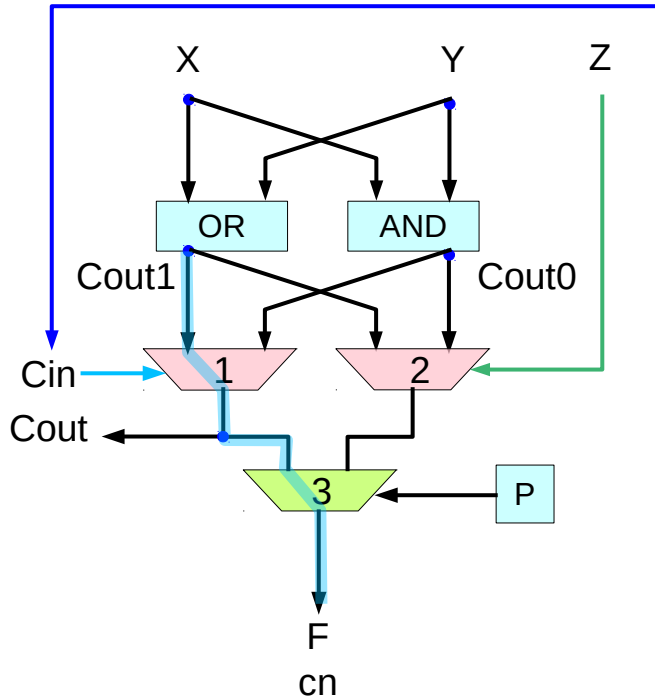 X Y Z
OR AND
Cout1 Cout0
Cin 1 2
Cout
3 P
F
cn